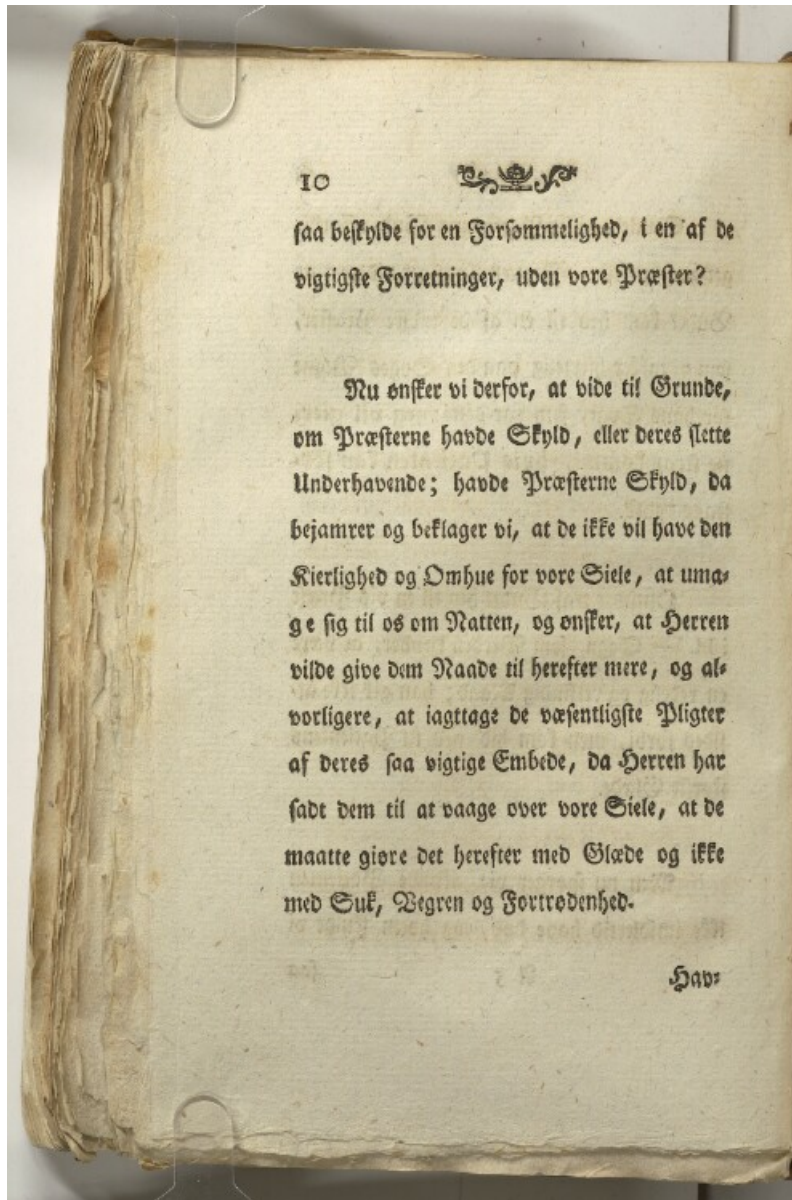 10
saa beskylde for en Forsømmelighed, i en af de
vigtigste Forretninger, uden vore Præster?
Nu ønsker vi derfor, at vide til Grunde,
om Præsterne havde Skyld, eller deres slette
Underhavende; havde Præsterne Skyld, da
bejamrer og beklager vi, at de ikke vil have den
Kierlighed og Omhue for vore Siele, at uma-
ge sig til os om Natten, og ønsker, at Herren
vilde give dem Naade til herefter mere, og al-
vorligere, at iagttage de væsentligste Pligter
af deres saa vigtige Embede, da Herren har
sadt dem til at vaage over vore Siele, at de
maatte giøre det herefter med Glæde og ikke
med Suk, Vegren og Fortrødenhed.
Hav-